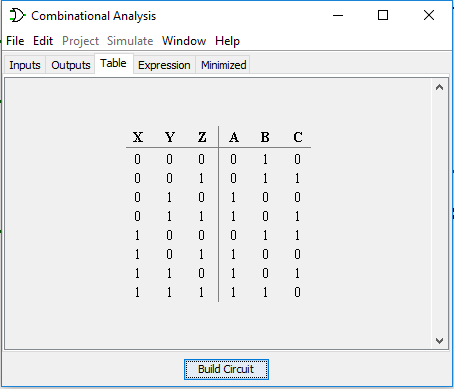 Combinational Analysis
File Edit Project Simulate Window Help
Inputs Outputs Table Expression Minimized
X Y Z A B C
0 0 0 0 1 0
0 0 1 0 1 1
0 1 0 1 0 0
0 1 1 1 0 1
1 0 0 0 1 1
1 0 1 1 0 0
1 1 0 1 0 1
1 1 1 1 1 0
Build Circuit